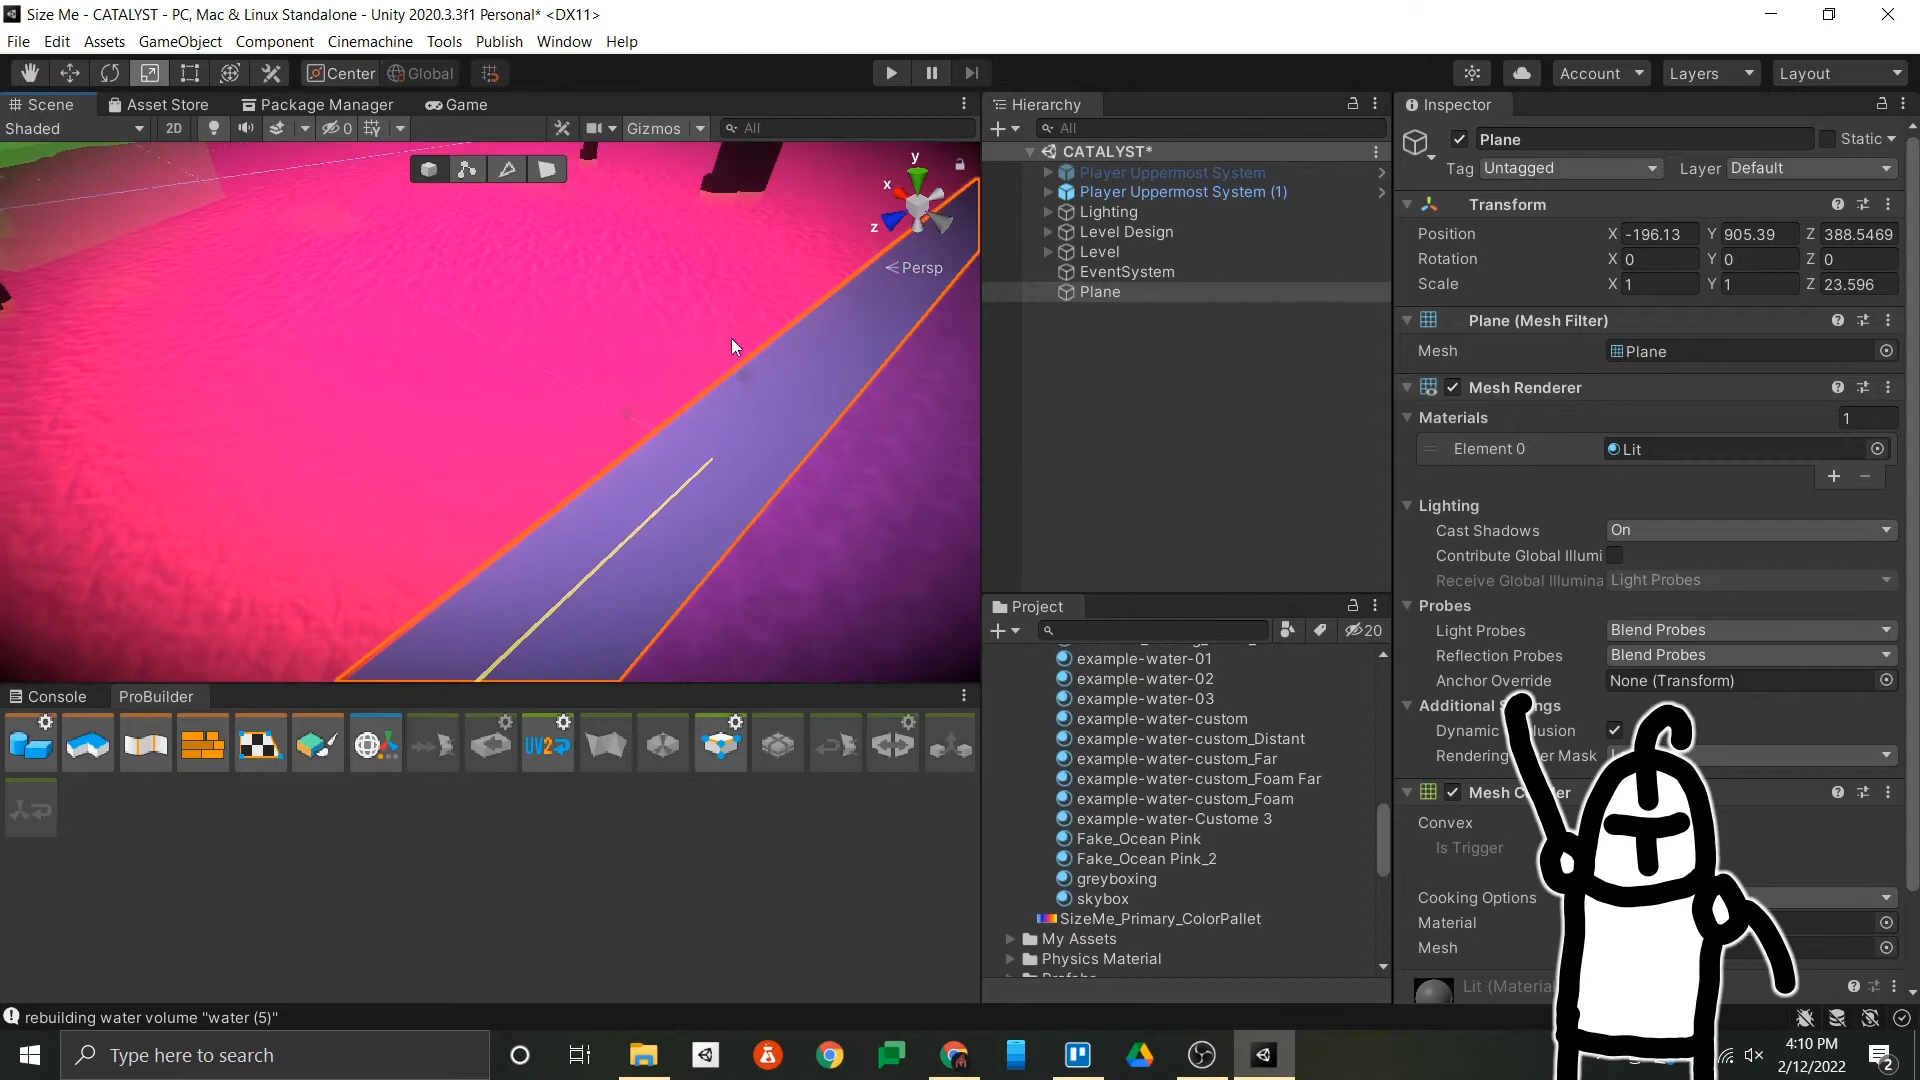 Size Me - CATALYST - PC, Mac & Linux Standalone - Unity 2020.3.3f1 Personal* <DX11>
File Edit Assets GameObject Component Cinemachine Tools Publish Window Help
Center Global
Account Layers Layout
Scene Asset Store Package Manager Game
Shaded 2D 0 Gizmos All
y
x
z
Persp
Hierarchy
All
CATALYST*
Player Uppermost System
Player Uppermost System (1)
Lighting
Level Design
Level
EventSystem
Plane
Project
20
example-water-01
example-water-02
example-water-03
example-water-custom
example-water-custom_Distant
example-water-custom_Far
example-water-custom_Foam Far
example-water-custom_Foam
example-water-Custome 3
Fake_Ocean Pink
Fake_Ocean Pink_2
greyboxing
skybox
SizeMe_Primary_ColorPallet
My Assets
Physics Material
Inspector
Plane Static
Tag Untagged Layer Default
Transform
Position X -196.13 Y 905.39 Z 388.5469
Rotation X 0 Y 0 Z 0
Scale X 1 Y 1 Z 23.596
Plane (Mesh Filter)
Mesh Plane
Mesh Renderer
Materials 1
Element 0 Lit
Lighting
Cast Shadows On
Contribute Global Illumi
Receive Global Illumina Light Probes
Probes
Light Probes Blend Probes
Reflection Probes Blend Probes
Anchor Override None (Transform)
Additional
Dynamic
Mask
Mesh
Convex
Is Trigger
Cooking Options
Material
Mesh
Lit
Console ProBuilder
UV2
rebuilding water volume "water (5)"
Type here to search
4:10 PM
2/12/2022
2